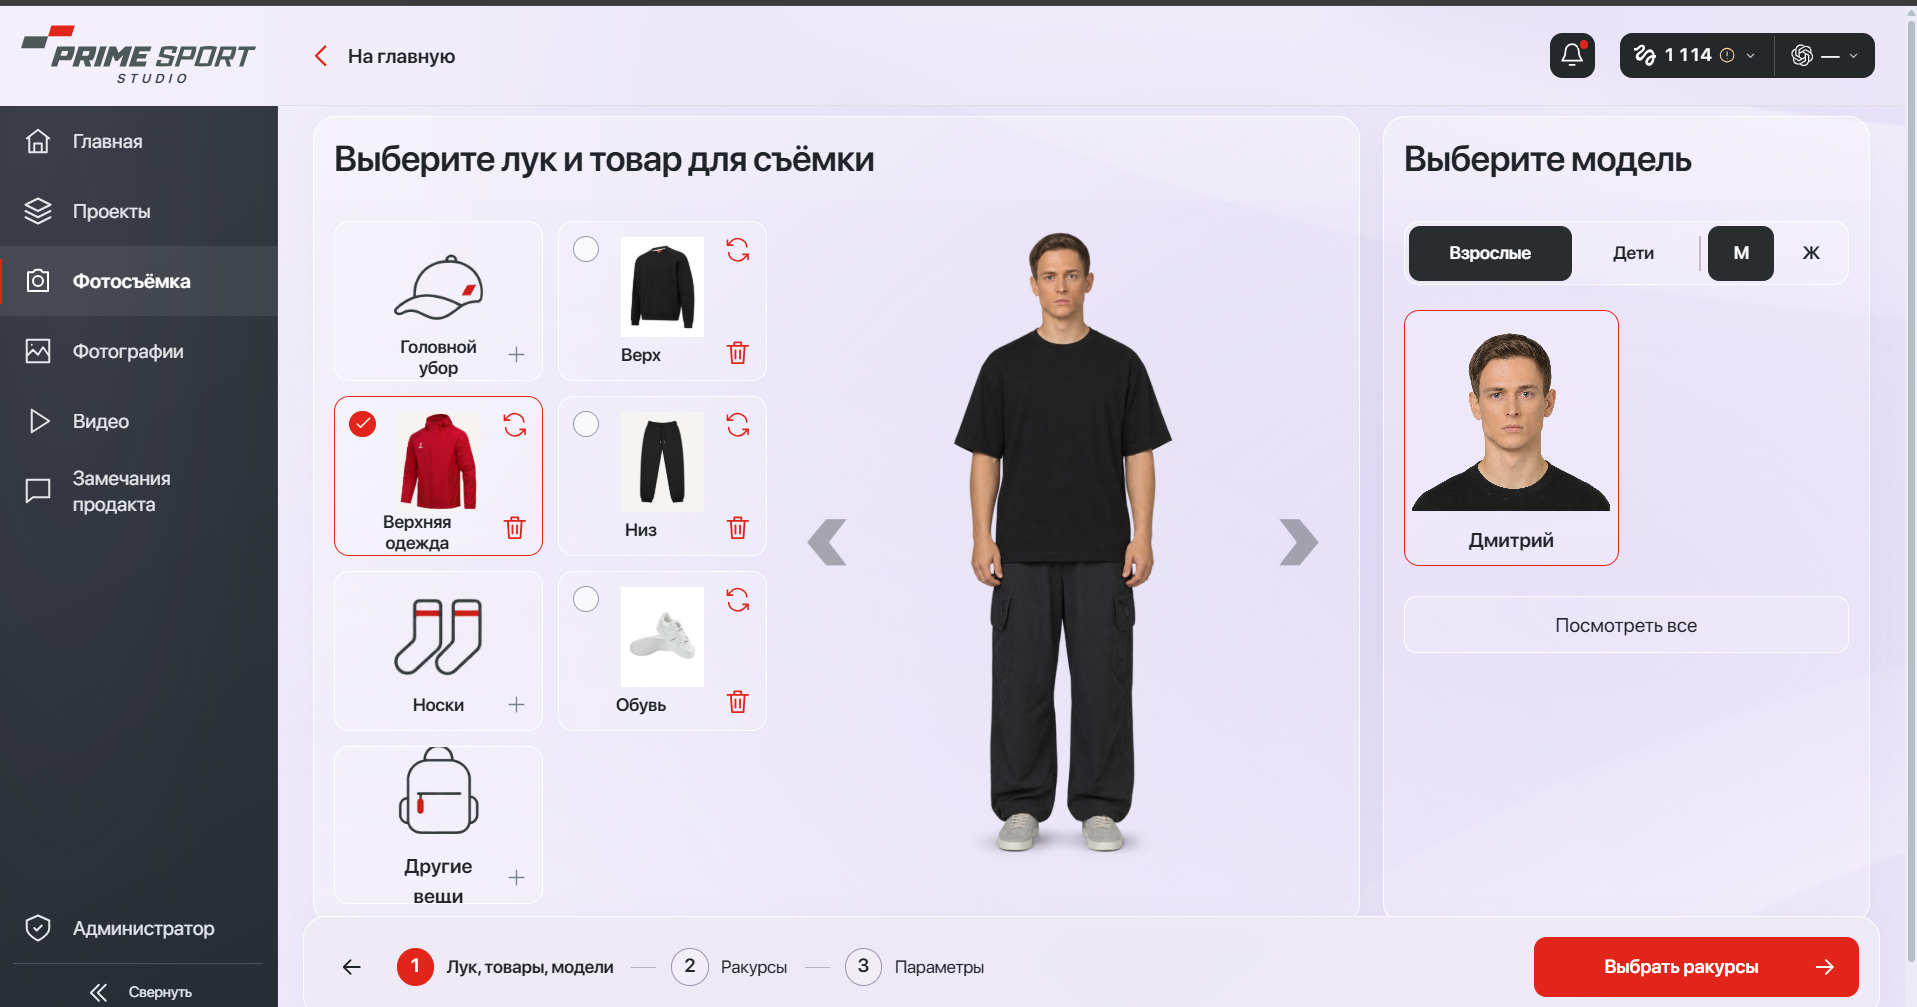 PRIME SPORT
STUDIO
На главную
1 114
—
Главная
Проекты
Фотосъёмка
Фотографии
Видео
Замечания
продакта
Администратор
Свернуть
Выберите лук и товар для съёмки
Головной
убор
Верх
Верхняя
одежда
Низ
Носки
Обувь
Другие
вещи
Выберите модель
Взрослые
Дети
М
Ж
Дмитрий
Посмотреть все
1 Лук, товары, модели
2 Ракурсы
3 Параметры
Выбрать ракурсы